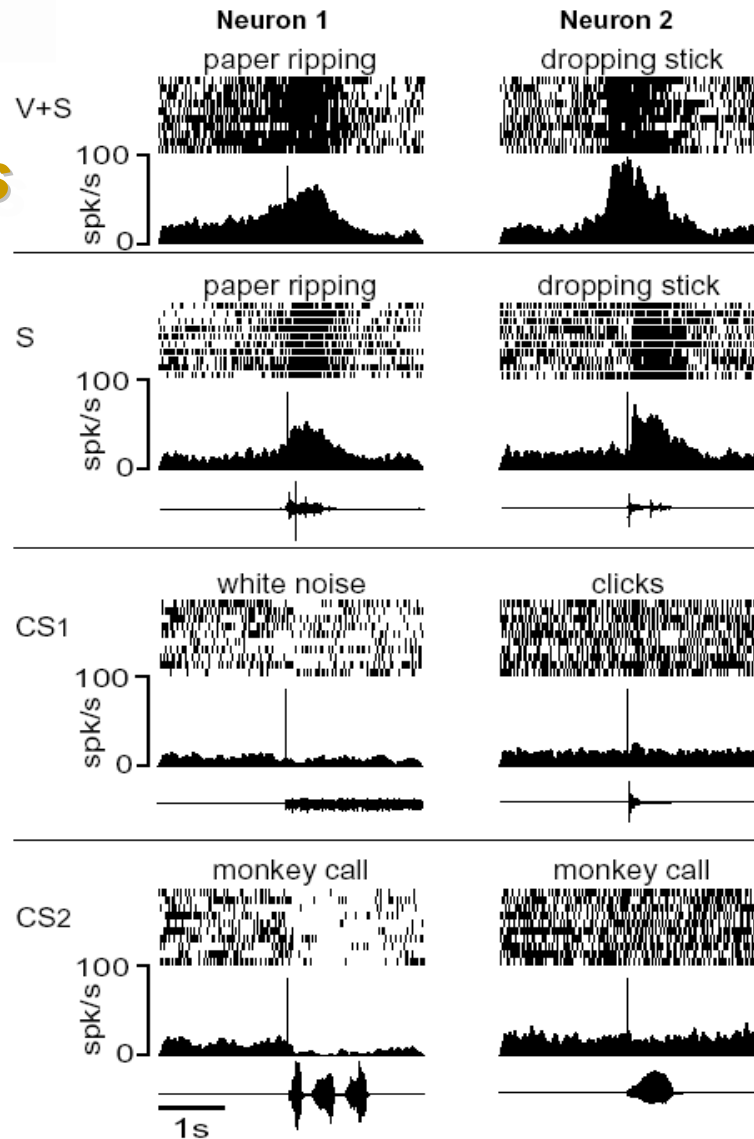 Neuron 1 Neuron 2
paper ripping dropping stick
V+S
s
100
spk/s
0
paper ripping dropping stick
S
100
spk/s
0
white noise clicks
CS1
100
spk/s
0
monkey call monkey call
CS2
100
spk/s
0
1s